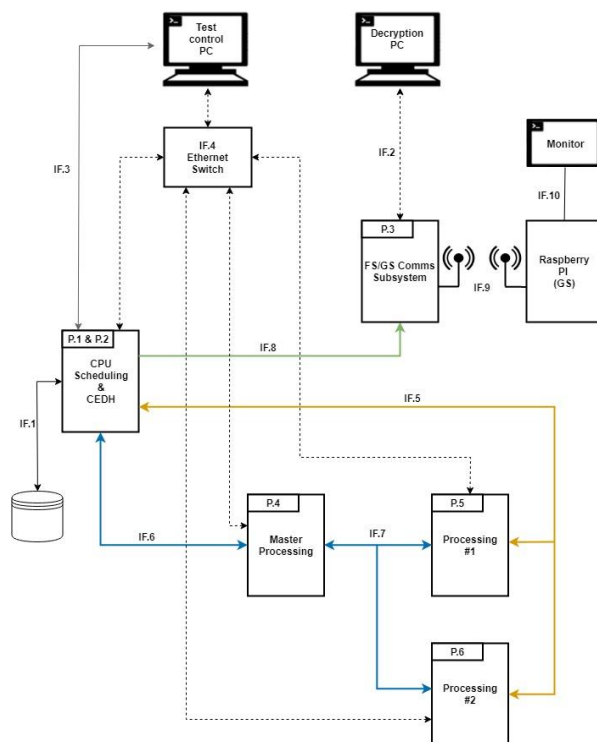 Test
control
PC
Decryption
PC
IF.4
Ethernet
Switch
IF.3
IF.2
Monitor
IF.10
P.3
FS/GS Comms
Subsystem
IF.9
Raspberry
PI
(GS)
P.1 & P.2
CPU
Scheduling
&
CEDH
IF.8
IF.5
IF.1
IF.6
P.4
Master
Processing
IF.7
P.5
Processing
#1
P.6
Processing
#2